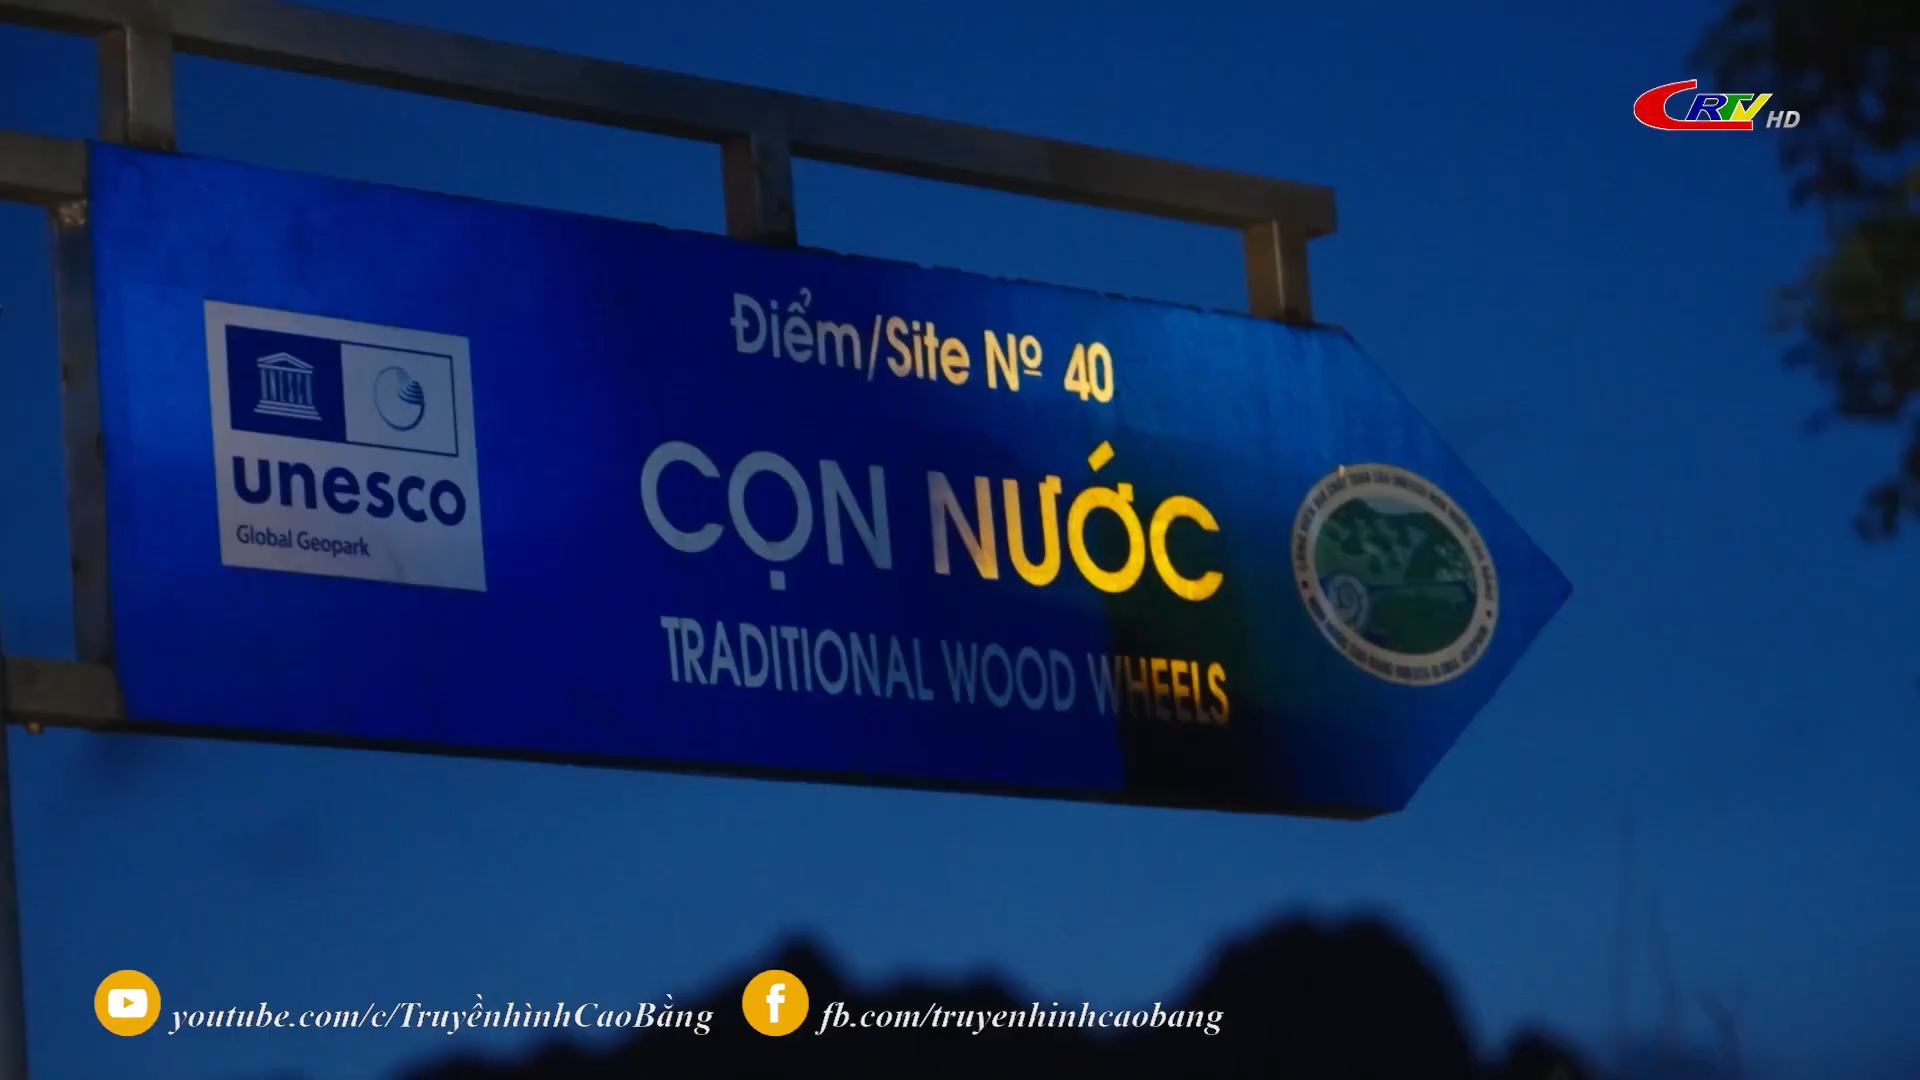 CRTV HD
Điểm/Site Nº 40
CỌN NƯỚC
TRADITIONAL WOOD WHEELS
unesco
Global Geopark
youtube.com/c/TruyềnhìnhCaoBằng
fb.com/truyenhinhcaobang